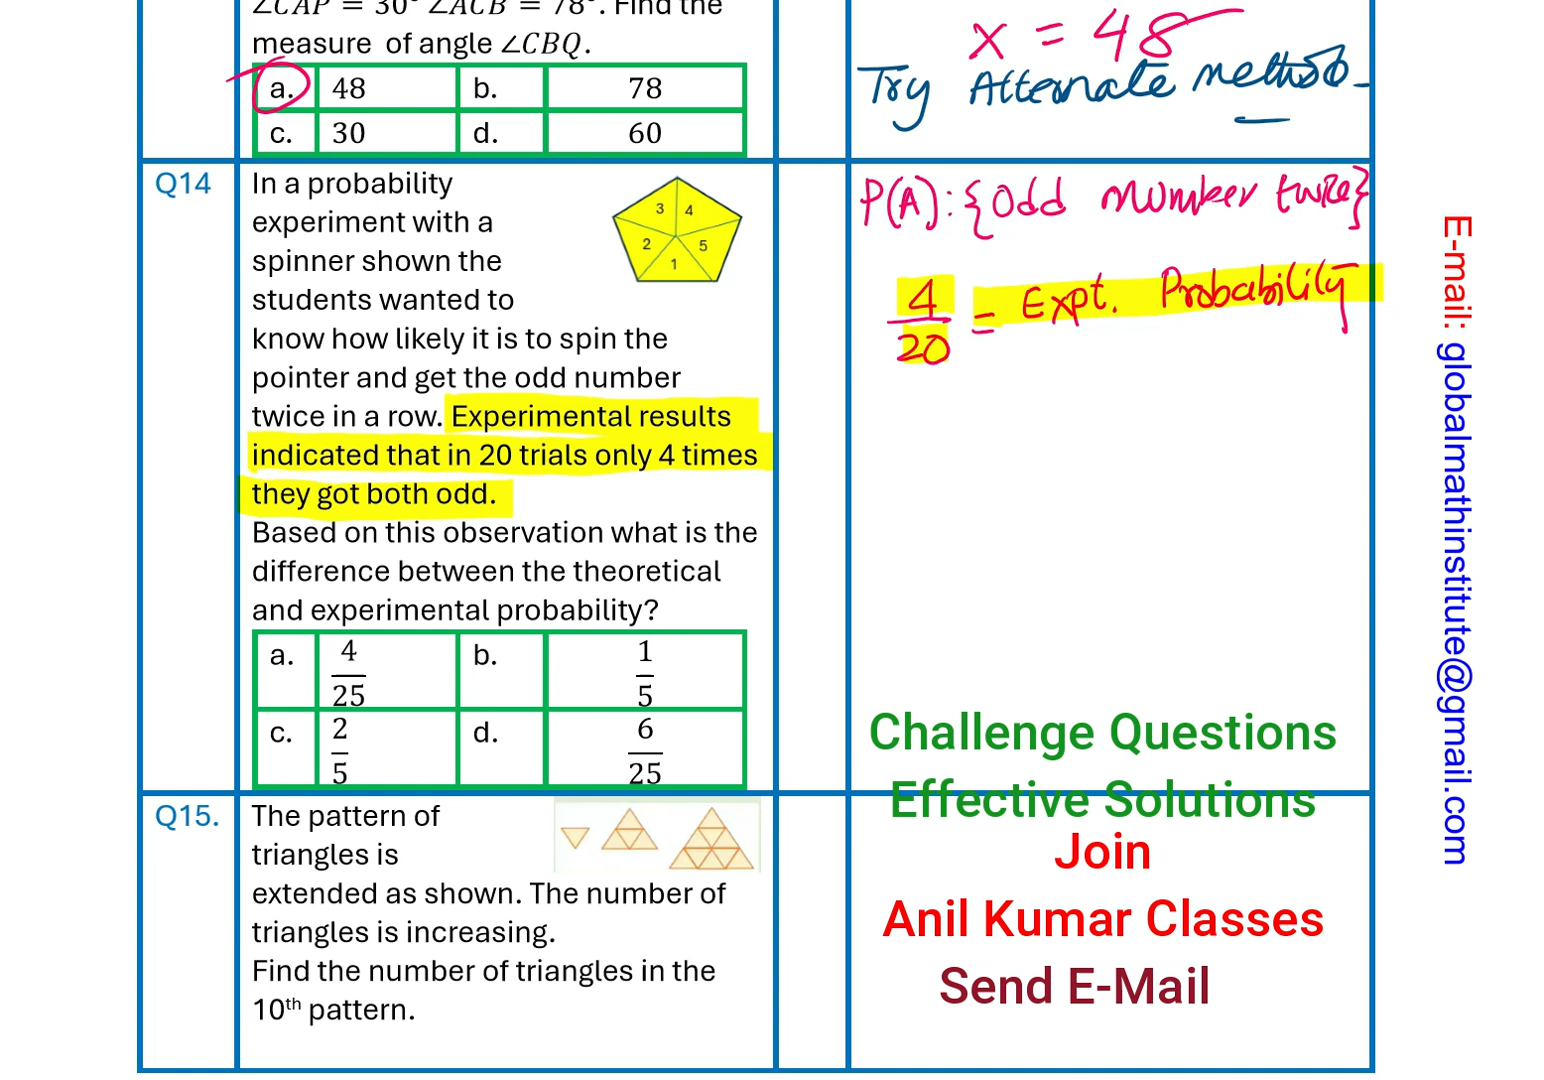 ∠CAP = 30° ∠ACB = 78°. Find the
measure of angle ∠CBQ.
a. 48 b. 78
c. 30 d. 60
x = 48
Try Alternate method
Q14
In a probability
experiment with a
spinner shown the
students wanted to
know how likely it is to spin the
pointer and get the odd number
twice in a row. Experimental results
indicated that in 20 trials only 4 times
they got both odd.
Based on this observation what is the
difference between the theoretical
and experimental probability?
3 4
2 5
1
a. 4/25 b. 1/5
c. 2/5 d. 6/25
P(A): {Odd Number twice}
4/20 = Expt. Probability
Q15.
The pattern of
triangles is
extended as shown. The number of
triangles is increasing.
Find the number of triangles in the
10th pattern.
Challenge Questions
Effective Solutions
Join
Anil Kumar Classes
Send E-Mail
E-mail: globalmathinstitute@gmail.com